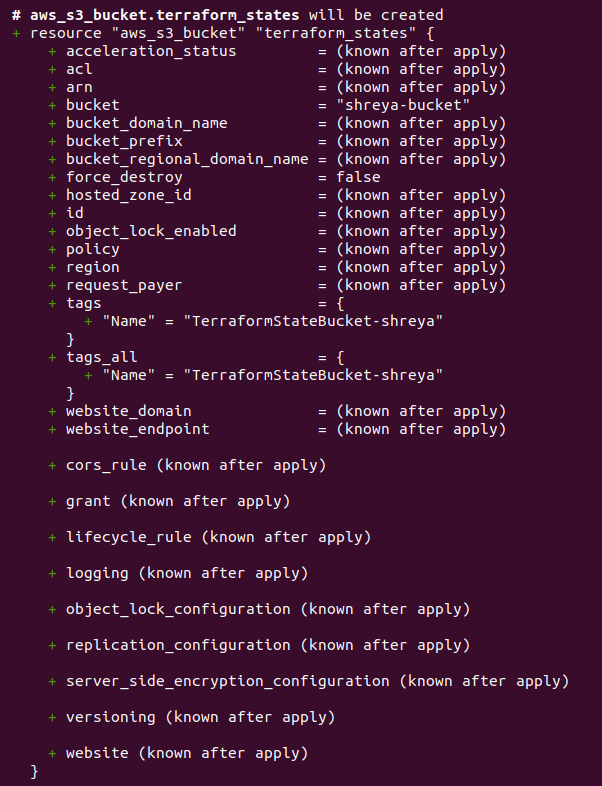 # aws_s3_bucket.terraform_states will be created
+ resource "aws_s3_bucket" "terraform_states" {
    + acceleration_status         = (known after apply)
    + acl                         = (known after apply)
    + arn                         = (known after apply)
    + bucket                      = "shreya-bucket"
    + bucket_domain_name          = (known after apply)
    + bucket_prefix               = (known after apply)
    + bucket_regional_domain_name = (known after apply)
    + force_destroy               = false
    + hosted_zone_id              = (known after apply)
    + id                          = (known after apply)
    + object_lock_enabled         = (known after apply)
    + policy                      = (known after apply)
    + region                      = (known after apply)
    + request_payer               = (known after apply)
    + tags                        = {
        + "Name" = "TerraformStateBucket-shreya"
      }
    + tags_all                    = {
        + "Name" = "TerraformStateBucket-shreya"
      }
    + website_domain              = (known after apply)
    + website_endpoint            = (known after apply)

    + cors_rule (known after apply)

    + grant (known after apply)

    + lifecycle_rule (known after apply)

    + logging (known after apply)

    + object_lock_configuration (known after apply)

    + replication_configuration (known after apply)

    + server_side_encryption_configuration (known after apply)

    + versioning (known after apply)

    + website (known after apply)
  }